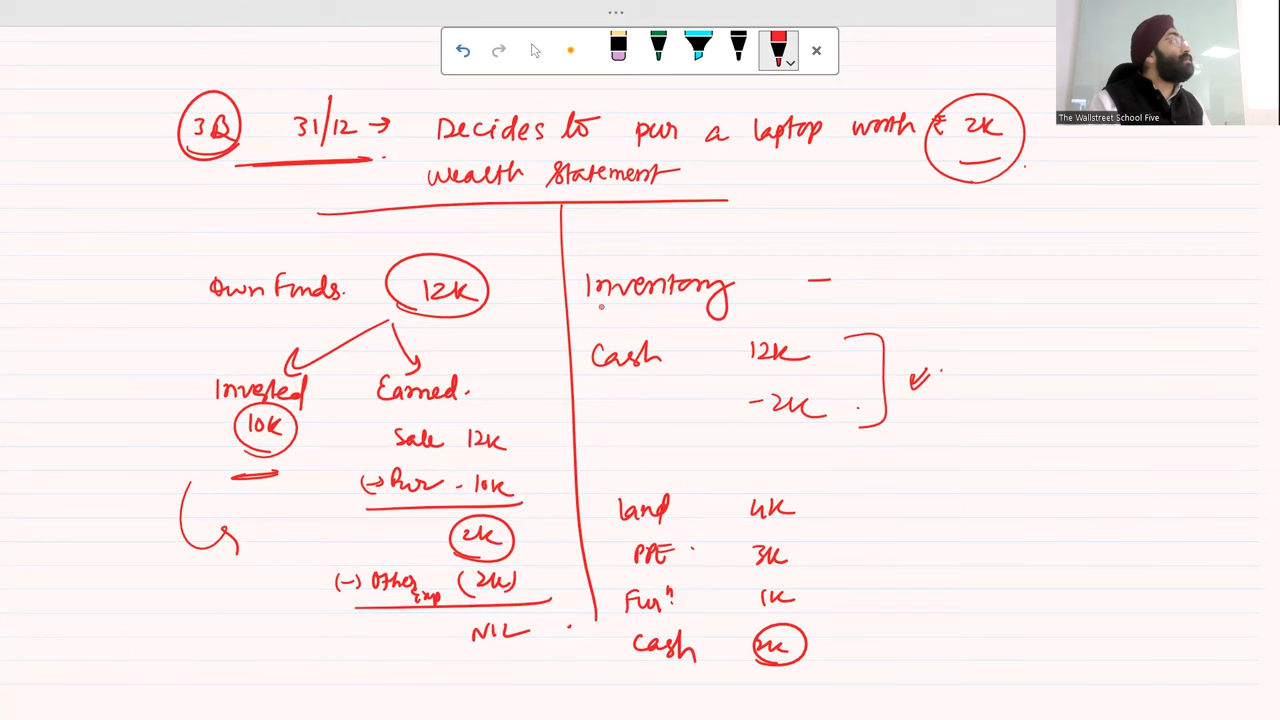 3B 31/12 → Decides to pur a laptop worth ₹ 2K
Wealth Statement
Own Funds. 12K
Invested Earned.
10K
Sale 12K
(-) Pur - 10K
2K
(-) Other Exp (2K)
NIL
Inventory —
Cash 12K
- 2K
Land 4K
PPE 3K
Furn: 1K
Cash 2K
The Wallstreet School Five